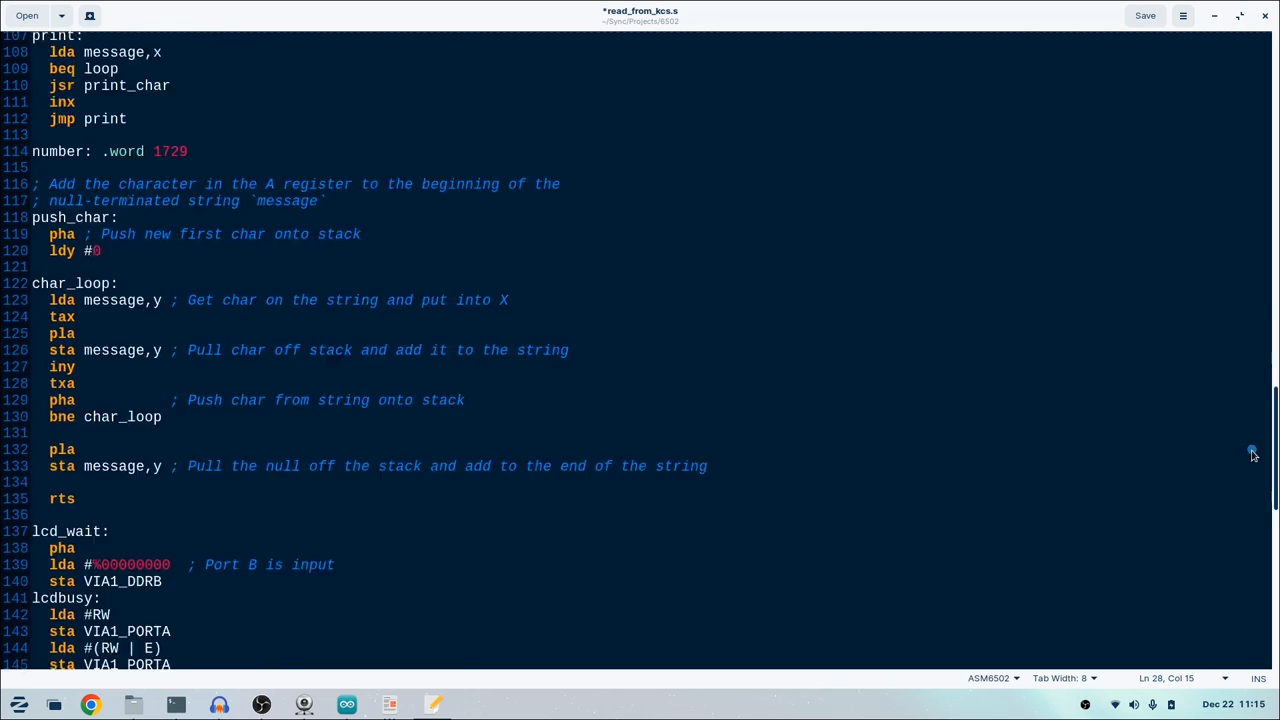 Open
*read_from_kcs.s
~/Sync/Projects/6502
Save
107 print:
108   lda message,x
109   beq loop
110   jsr print_char
111   inx
112   jmp print
113
114 number: .word 1729
115
116 ; Add the character in the A register to the beginning of the
117 ; null-terminated string `message`
118 push_char:
119   pha ; Push new first char onto stack
120   ldy #0
121
122 char_loop:
123   lda message,y ; Get char on the string and put into X
124   tax
125   pla
126   sta message,y ; Pull char off stack and add it to the string
127   iny
128   txa
129   pha           ; Push char from string onto stack
130   bne char_loop
131
132   pla
133   sta message,y ; Pull the null off the stack and add to the end of the string
134
135   rts
136
137 lcd_wait:
138   pha
139   lda #%00000000  ; Port B is input
140   sta VIA1_DDRB
141 lcdbusy:
142   lda #RW
143   sta VIA1_PORTA
144   lda #(RW | E)
145   sta VIA1_PORTA
ASM6502
Tab Width: 8
Ln 28, Col 15
INS
Dec 22 11:15